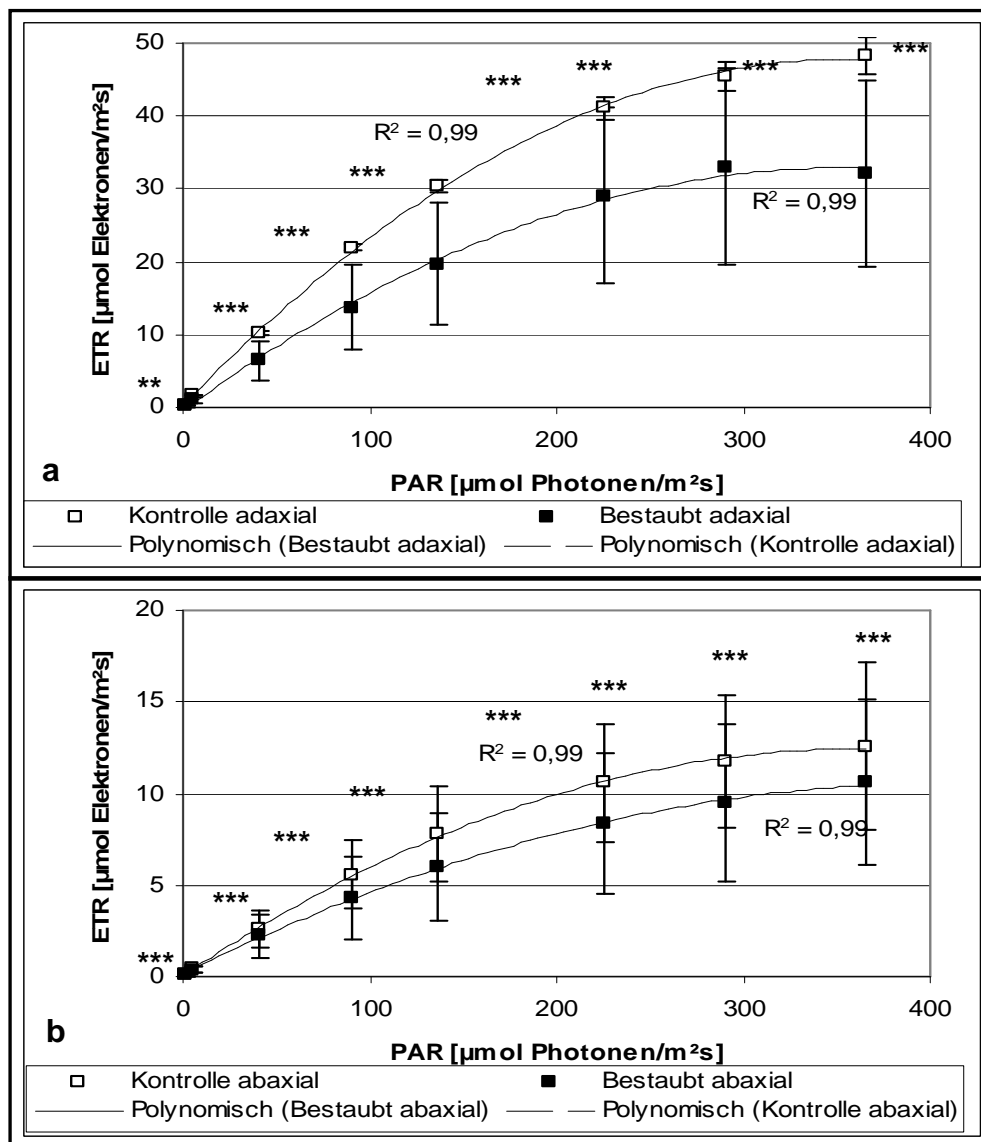 50
40
30
20
10
0
ETR [µmol Elektronen/m²s]
**
***
***
***
***
***
***
***
R² = 0,99
R² = 0,99
0
100
200
300
400
PAR [µmol Photonen/m²s]
a
Kontrolle adaxial
Bestaubt adaxial
Polynomisch (Bestaubt adaxial)
Polynomisch (Kontrolle adaxial)
20
15
10
5
0
ETR [µmol Elektronen/m²s]
***
***
***
***
***
***
***
***
R² = 0,99
R² = 0,99
0
100
200
300
400
PAR [µmol Photonen/m²s]
b
Kontrolle abaxial
Bestaubt abaxial
Polynomisch (Bestaubt abaxial)
Polynomisch (Kontrolle abaxial)